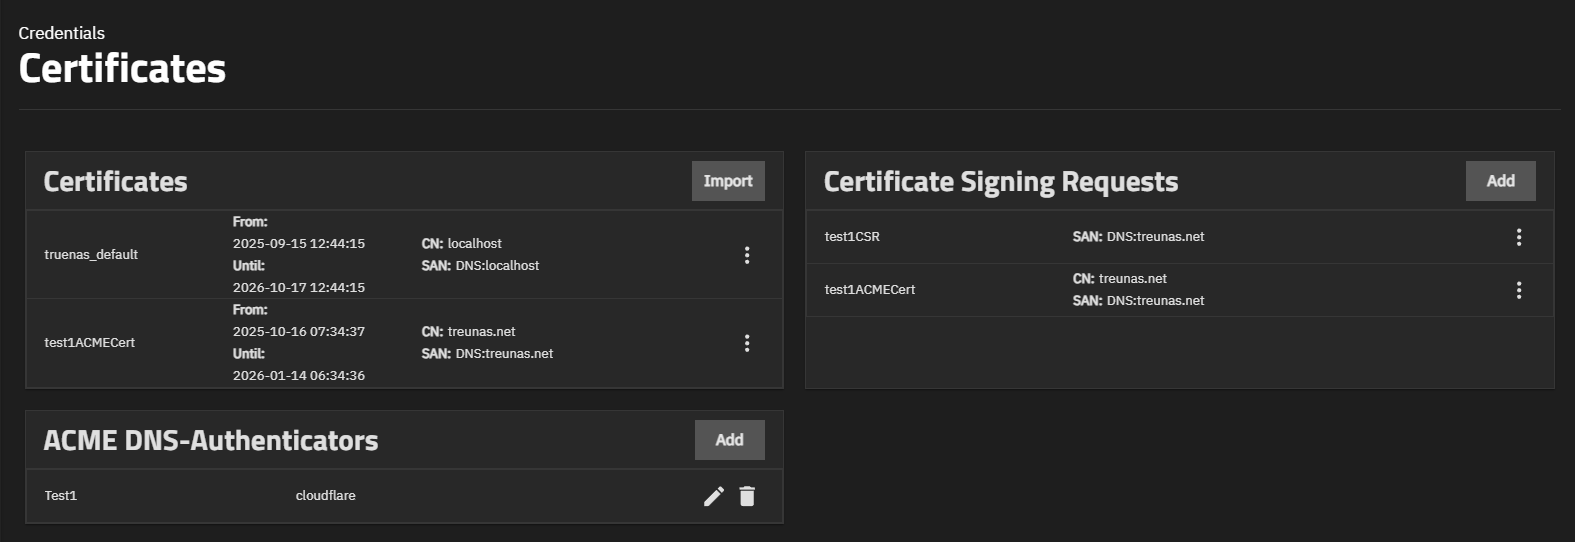 Credentials
Certificates
Certificates
Import
truenas_default
From:
2025-09-15 12:44:15
Until:
2026-10-17 12:44:15
CN: localhost
SAN: DNS:localhost
test1ACMECert
From:
2025-10-16 07:34:37
Until:
2026-01-14 06:34:36
CN: treunas.net
SAN: DNS:treunas.net
Certificate Signing Requests
Add
test1CSR
SAN: DNS:treunas.net
test1ACMECert
CN: treunas.net
SAN: DNS:treunas.net
ACME DNS-Authenticators
Add
Test1
cloudflare